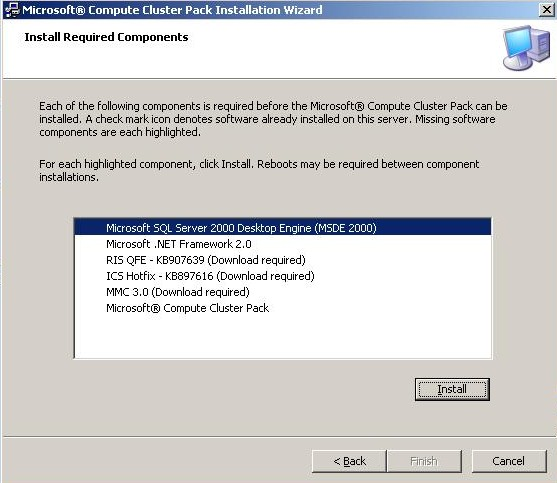 Microsoft® Compute Cluster Pack Installation Wizard
Install Required Components
Each of the following components is required before the Microsoft® Compute Cluster Pack can be
installed. A check mark icon denotes software already installed on this server. Missing software
components are each highlighted.
For each highlighted component, click Install. Reboots may be required between component
installations.
Microsoft SQL Server 2000 Desktop Engine (MSDE 2000)
Microsoft .NET Framework 2.0
RIS QFE - KB907639 (Download required)
ICS Hotfix - KB897616 (Download required)
MMC 3.0 (Download required)
Microsoft® Compute Cluster Pack
Install
< Back
Finish
Cancel